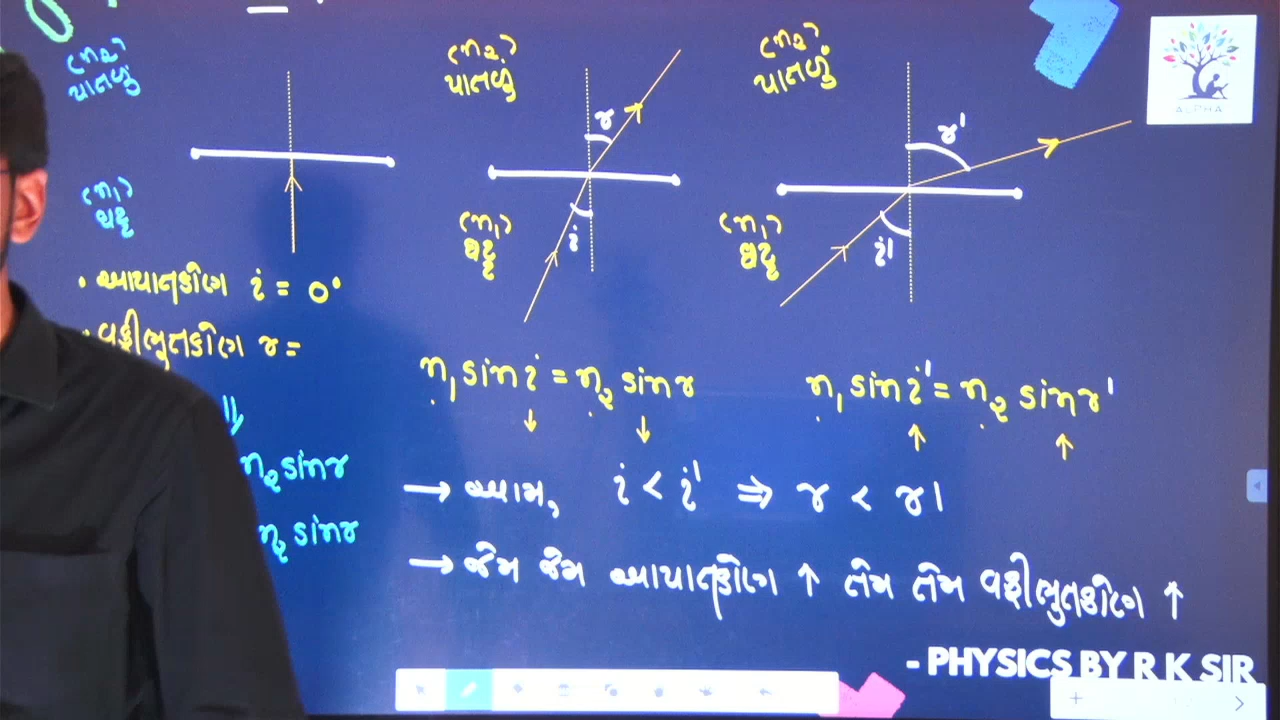 (n₂)
પાતળું
(n₁)
ઘટ્ટ
(n₂)
પાતળું
r
(n₁)
ઘટ્ટ
i
(n₂)
પાતળું
r'
(n₁)
ઘટ્ટ
i'
ALPHA
• આપાતકોણ i = 0°
• વક્રીભુતકોણ r =
n₂ sin r
n₂ sin r
n₁ sin i = n₂ sin r
↓ ↓
n₁ sin i' = n₂ sin r'
↑ ↑
→ આમ, i < i' ⇒ r < r'
→ જેમ જેમ આપાતકોણ ↑ તેમ તેમ વક્રીભુતકોણ ↑
- PHYSICS BY R K SIR